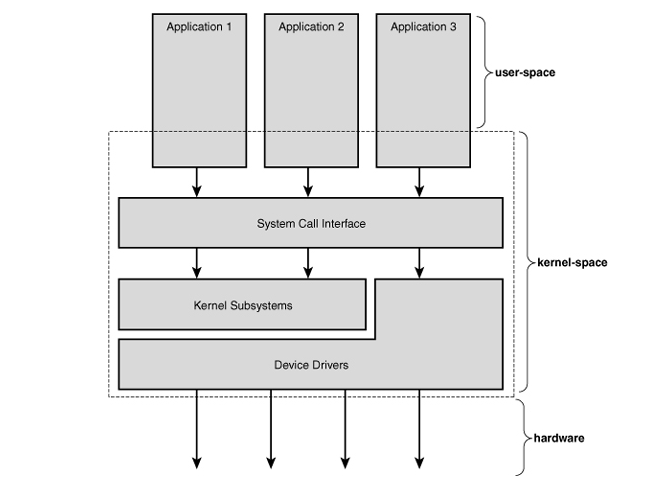 Application 1
Application 2
Application 3
user-space
System Call Interface
kernel-space
Kernel Subsystems
Device Drivers
hardware